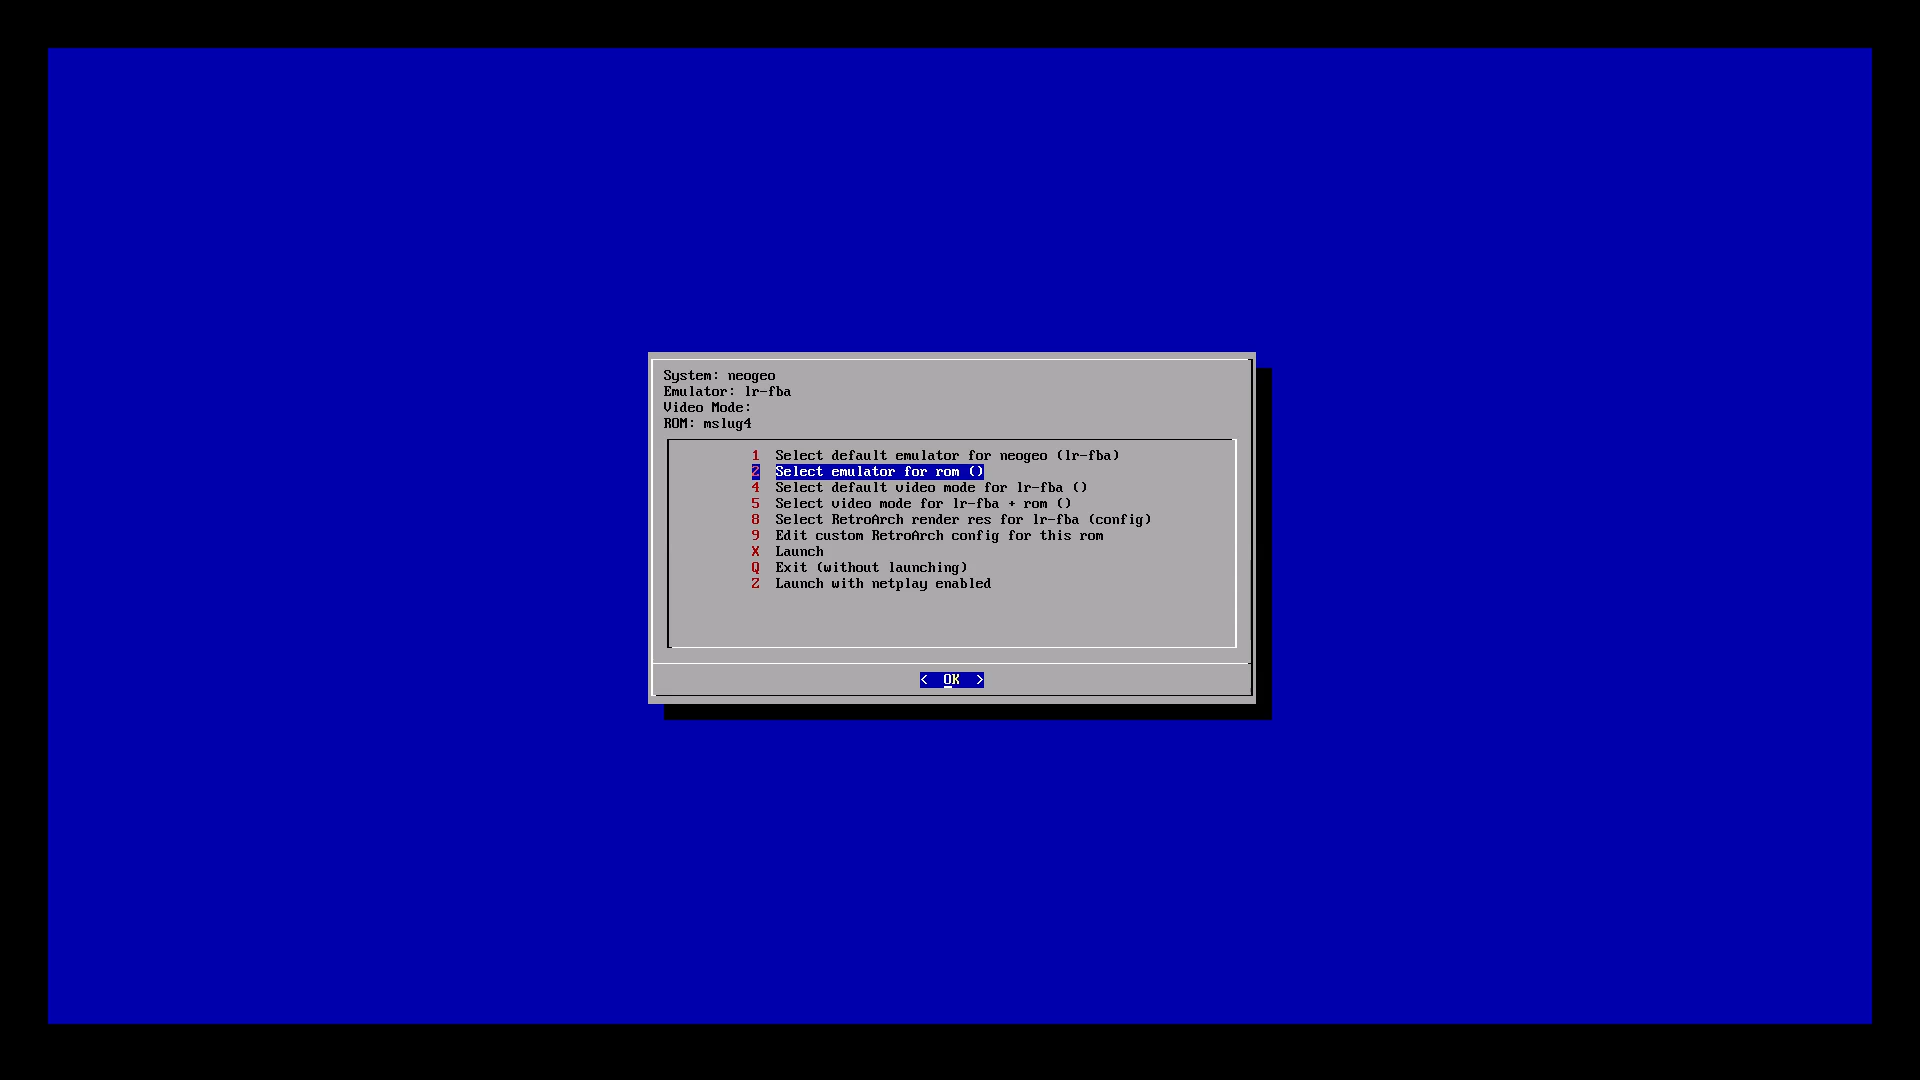 System: neogeo
Emulator: lr-fba
Video Mode:
ROM: mslug4
1 Select default emulator for neogeo (lr-fba)
2 Select emulator for rom ()
4 Select default video mode for lr-fba ()
5 Select video mode for lr-fba + rom ()
8 Select RetroArch render res for lr-fba (config)
9 Edit custom RetroArch config for this rom
X Launch
Q Exit (without launching)
Z Launch with netplay enabled
< OK >